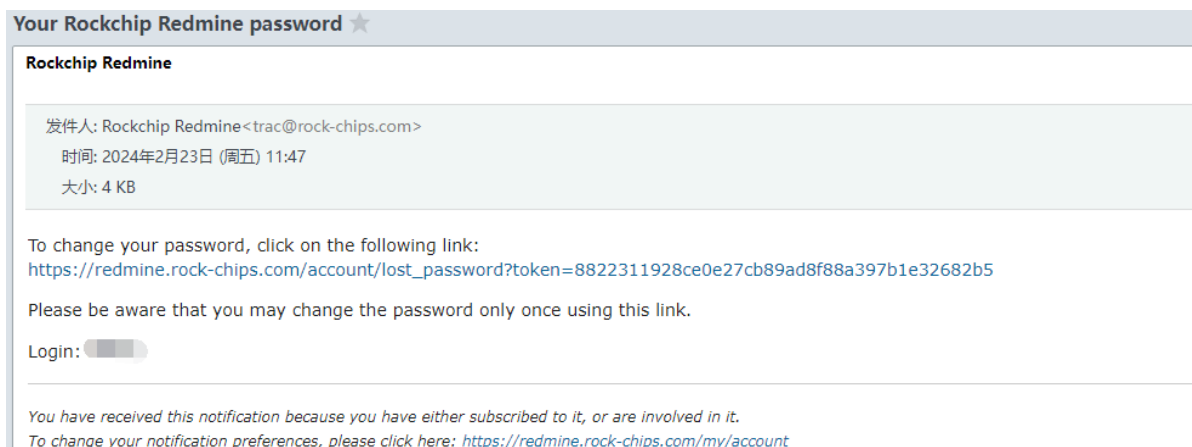 Your Rockchip Redmine password
Rockchip Redmine
发件人: Rockchip Redmine<trac@rock-chips.com>
时间: 2024年2月23日 (周五) 11:47
大小: 4 KB
To change your password, click on the following link:
https://redmine.rock-chips.com/account/lost_password?token=8822311928ce0e27cb89ad8f88a397b1e32682b5
Please be aware that you may change the password only once using this link.
Login:
You have received this notification because you have either subscribed to it, or are involved in it.
To change your notification preferences, please click here: https://redmine.rock-chips.com/my/account